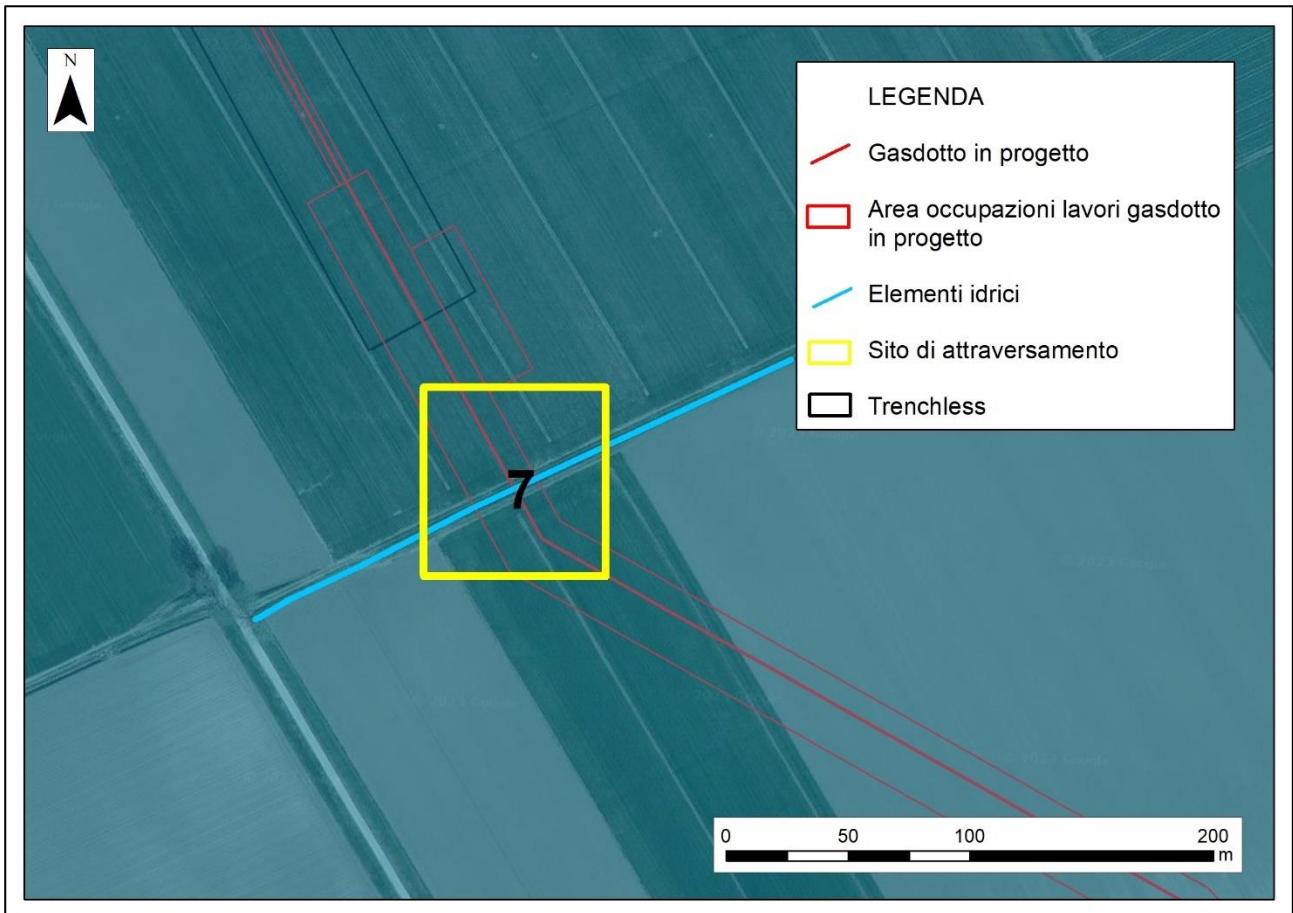 N
LEGENDA
Gasdotto in progetto
Area occupazioni lavori gasdotto
in progetto
Elementi idrici
Sito di attraversamento
Trenchless
7
0 50 100 200
m